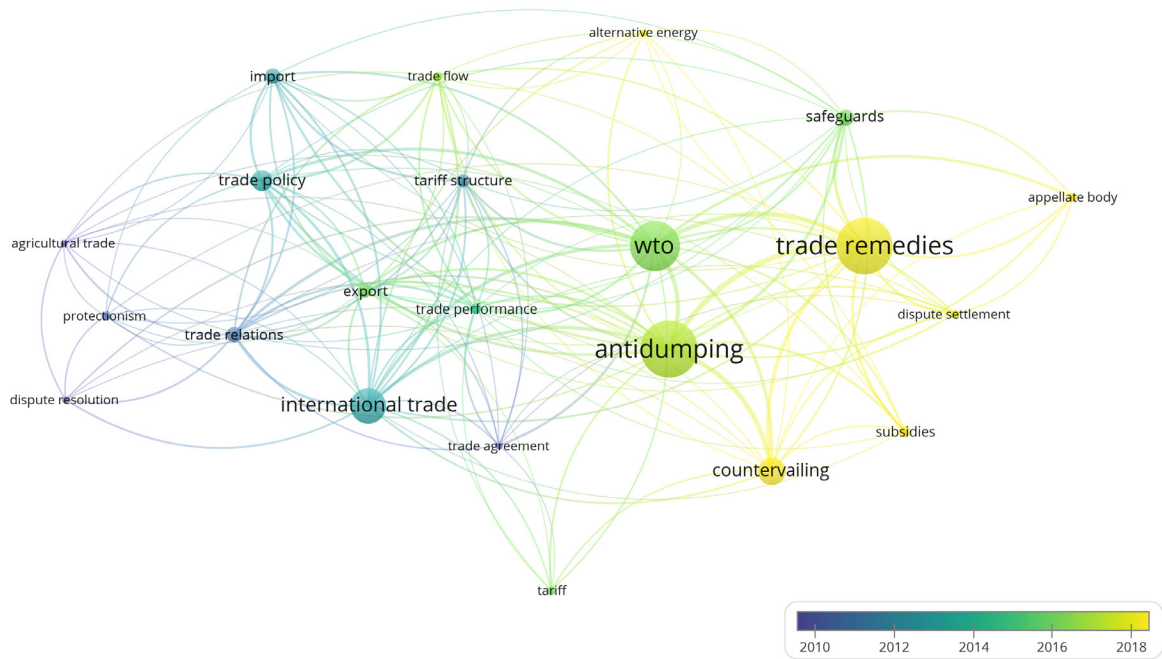 alternative energy
import
trade flow
safeguards
trade policy
tariff structure
appellate body
agricultural trade
wto
trade remedies
export
trade performance
protectionism
dispute settlement
trade relations
antidumping
dispute resolution
international trade
subsidies
trade agreement
countervailing
tariff
2010 2012 2014 2016 2018